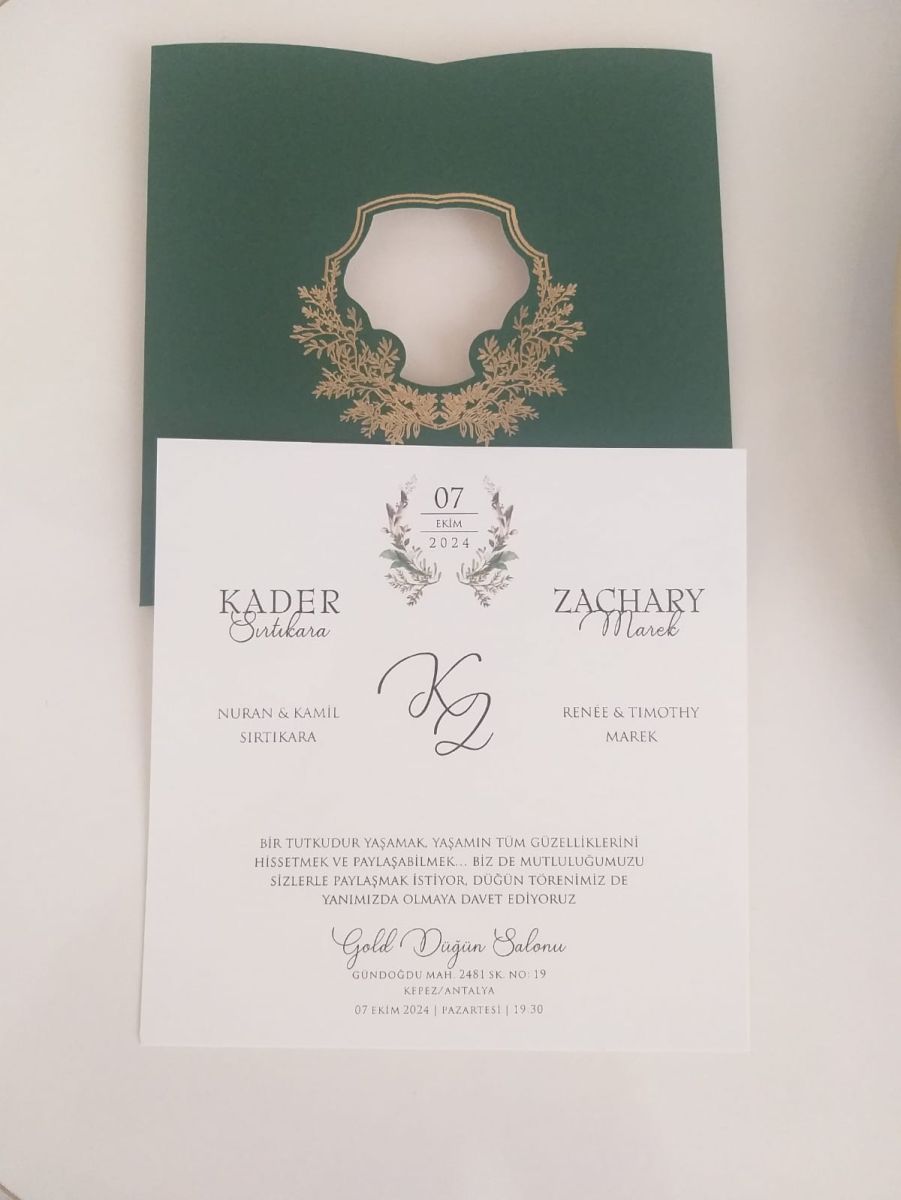 07
EKİM
2024
KADER
Sırtıkara
ZACHARY
Marek
KZ
NURAN & KAMİL
SIRTIKARA
RENÉE & TIMOTHY
MAREK
BİR TUTKUDUR YAŞAMAK, YAŞAMIN TÜM GÜZELLİKLERİNİ
HİSSETMEK VE PAYLAŞABİLMEK... BİZ DE MUTLULUĞUMUZU
SİZLERLE PAYLAŞMAK İSTİYOR, DÜĞÜN TÖRENİMİZ DE
YANIMIZDA OLMAYA DAVET EDİYORUZ
Gold Düğün Salonu
GÜNDOĞDU MAH. 2481 SK. NO: 19
KEPEZ/ANTALYA
07 EKİM 2024 | PAZARTESİ | 19:30